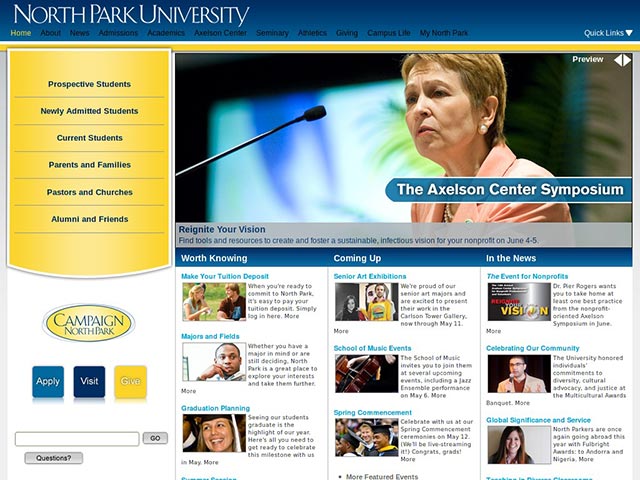 NORTH PARK UNIVERSITY
Home About News Admissions Academics Axelson Center Seminary Athletics Giving Campus Life My North Park Quick Links
Prospective Students
Newly Admitted Students
Current Students
Parents and Families
Pastors and Churches
Alumni and Friends
CAMPAIGN
NORTH PARK
Apply Visit Give
GO
Questions?
Preview
The Axelson Center Symposium
Reignite Your Vision
Find tools and resources to create and foster a sustainable, infectious vision for your nonprofit on June 4-5.
Worth Knowing
Make Your Tuition Deposit
When you're ready
to commit to North Park,
it's easy to pay your
tuition deposit. Simply
log in here. More
Majors and Fields
Whether you have a
major in mind or are
still deciding, North
Park is a great place to
explore your interests
and take them further.
More
Graduation Planning
Seeing our students
graduate is the
highlight of our year.
Here's all you need to
get ready to celebrate
this milestone with us
in May. More
Summer Session
Coming Up
Senior Art Exhibitions
We're proud of our
senior art majors and
are excited to present
their work in the
Carlson Tower Gallery,
now through May 11.
More
School of Music Events
The School of Music
invites you to join them
at several upcoming
events, including a Jazz
Ensemble performance
on May 6. More
Spring Commencement
Celebrate with us at our
Spring Commencement
ceremonies on May 12.
(We'll be live-streaming
it!) Congrats, grads!
More
More Featured Events
In the News
The Event for Nonprofits
REIGNITE
YOUR
VISION
Dr. Pier Rogers wants
you to take home at
least one best practice
from the nonprofit-
oriented Axelson
Symposium in June.
More
Celebrating Our Community
The University honored
individuals'
commitments to
diversity, cultural
advocacy, and justice at
the Multicultural Awards
Banquet. More
Global Significance and Service
North Parkers are once
again going abroad this
year with Fulbright
Awards: to Andorra and
Nigeria. More
Teaching in Diverse Classrooms